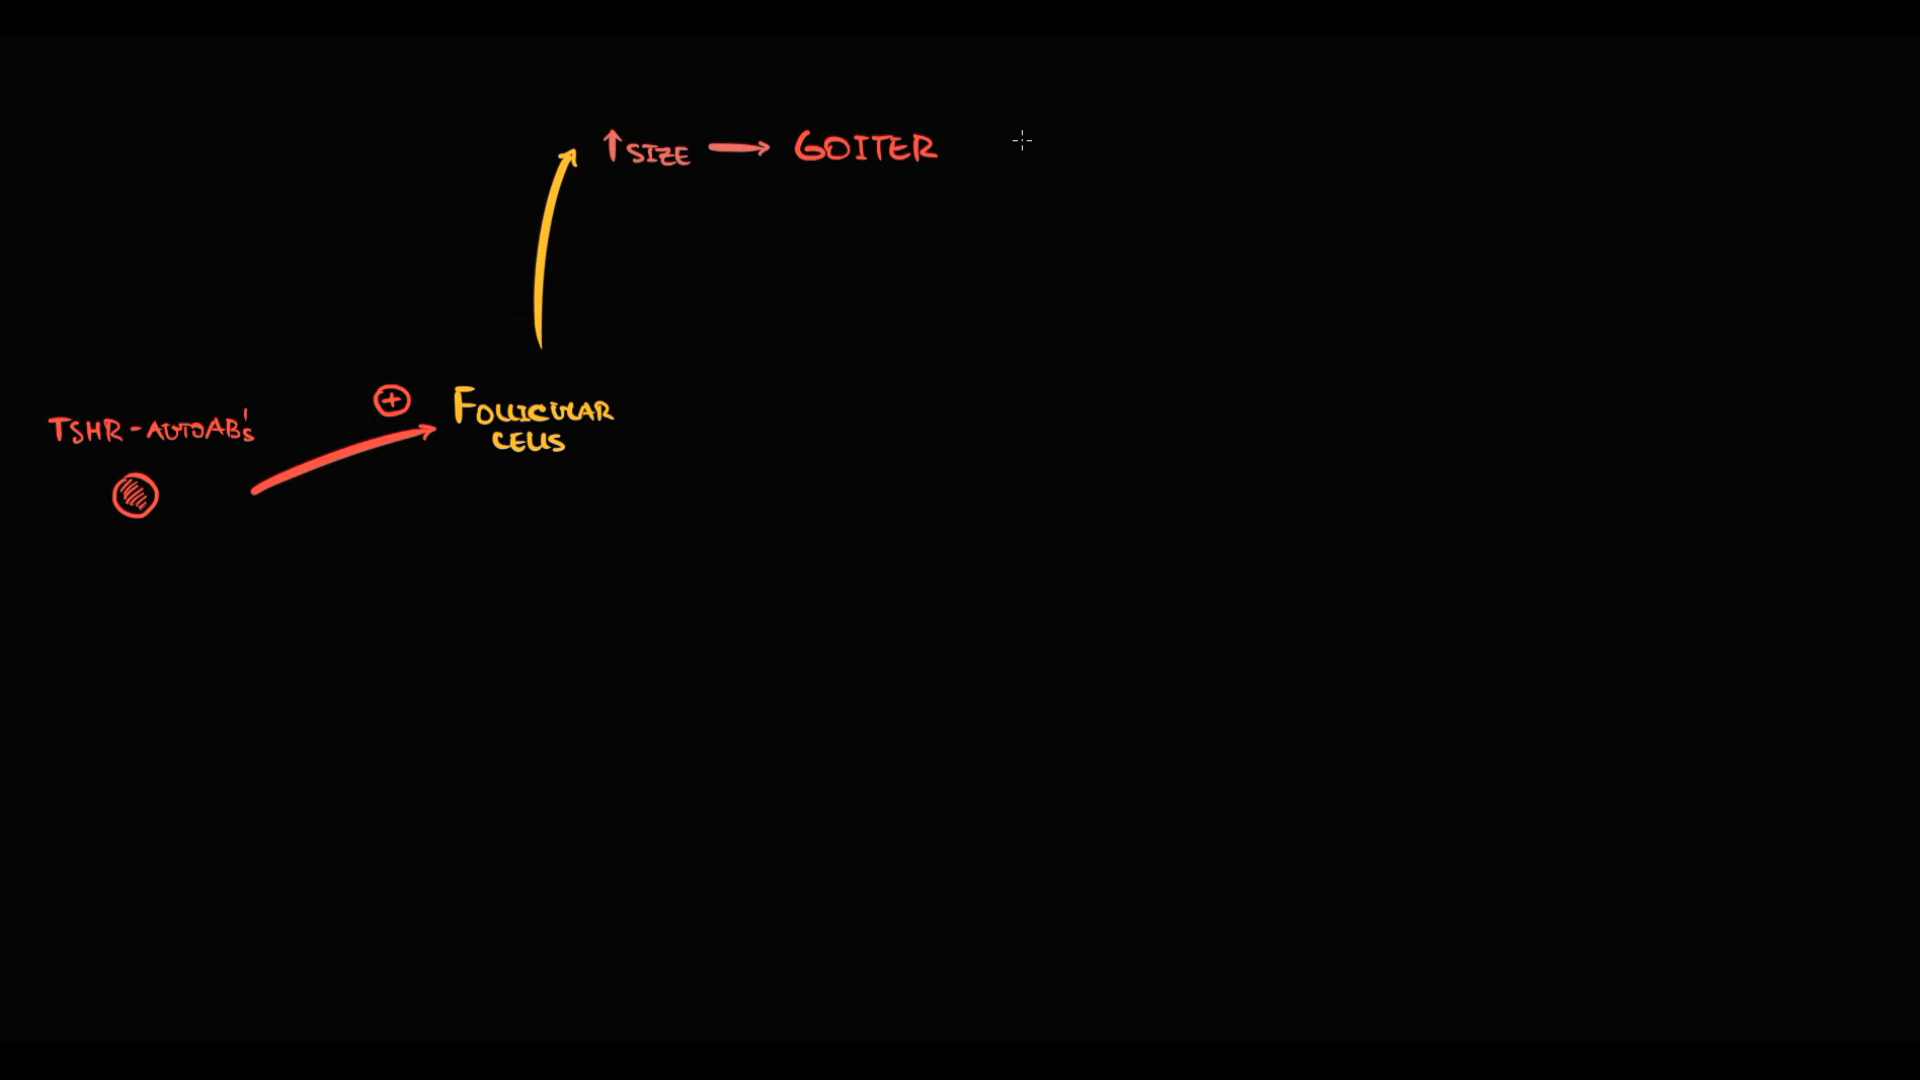 ↑SIZE → GOITER
FOLLICULAR
CELLS
TSHR-AUTOAB's
+